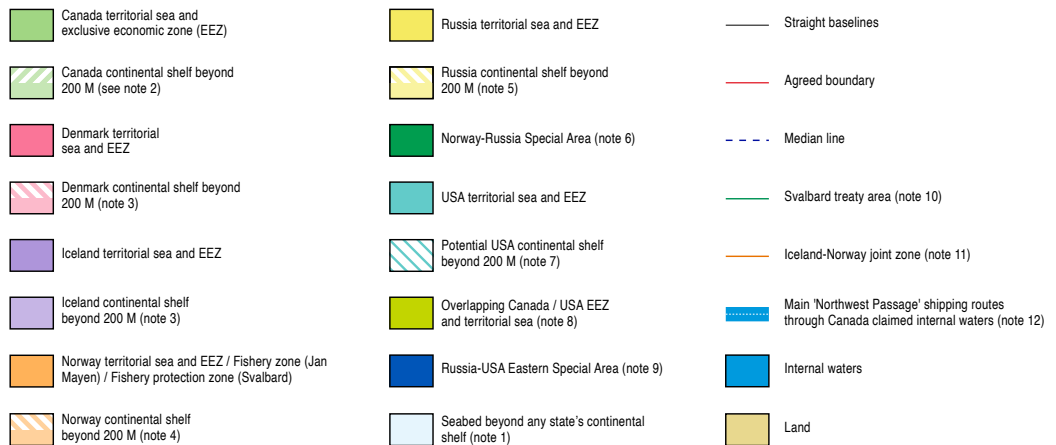 Canada territorial sea and
exclusive economic zone (EEZ)
Canada continental shelf beyond
200 M (see note 2)
Denmark territorial
sea and EEZ
Denmark continental shelf beyond
200 M (note 3)
Iceland territorial sea and EEZ
Iceland continental shelf
beyond 200 M (note 3)
Norway territorial sea and EEZ / Fishery zone (Jan
Mayen) / Fishery protection zone (Svalbard)
Norway continental shelf
beyond 200 M (note 4)
Russia territorial sea and EEZ
Russia continental shelf beyond
200 M (note 5)
Norway-Russia Special Area (note 6)
USA territorial sea and EEZ
Potential USA continental shelf
beyond 200 M (note 7)
Overlapping Canada / USA EEZ
and territorial sea (note 8)
Russia-USA Eastern Special Area (note 9)
Seabed beyond any state's continental
shelf (note 1)
Straight baselines
Agreed boundary
Median line
Svalbard treaty area (note 10)
Iceland-Norway joint zone (note 11)
Main 'Northwest Passage' shipping routes
through Canada claimed internal waters (note 12)
Internal waters
Land